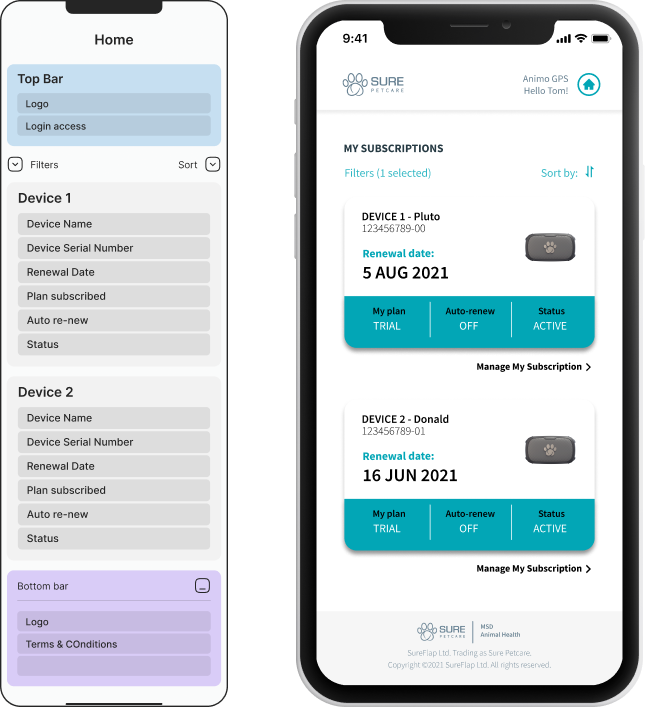 Home
Top Bar
Logo
Login access
Filters
Sort
Device 1
Device Name
Device Serial Number
Renewal Date
Plan subscribed
Auto re-new
Status
Device 2
Device Name
Device Serial Number
Renewal Date
Plan subscribed
Auto re-new
Status
Bottom bar
Logo
Terms & COnditions
9:41
SURE
PETCARE
Animo GPS
Hello Tom!
MY SUBSCRIPTIONS
Filters (1 selected)
Sort by:
DEVICE 1 - Pluto
123456789-00
Renewal date:
5 AUG 2021
My plan
TRIAL
Auto-renew
OFF
Status
ACTIVE
Manage My Subscription
DEVICE 2 - Donald
123456789-01
Renewal date:
16 JUN 2021
My plan
TRIAL
Auto-renew
OFF
Status
ACTIVE
Manage My Subscription
SURE
PETCARE
MSD
Animal Health
SureFlap Ltd. Trading as Sure Petcare.
Copyright ©2021 SureFlap Ltd. All rights reserved.